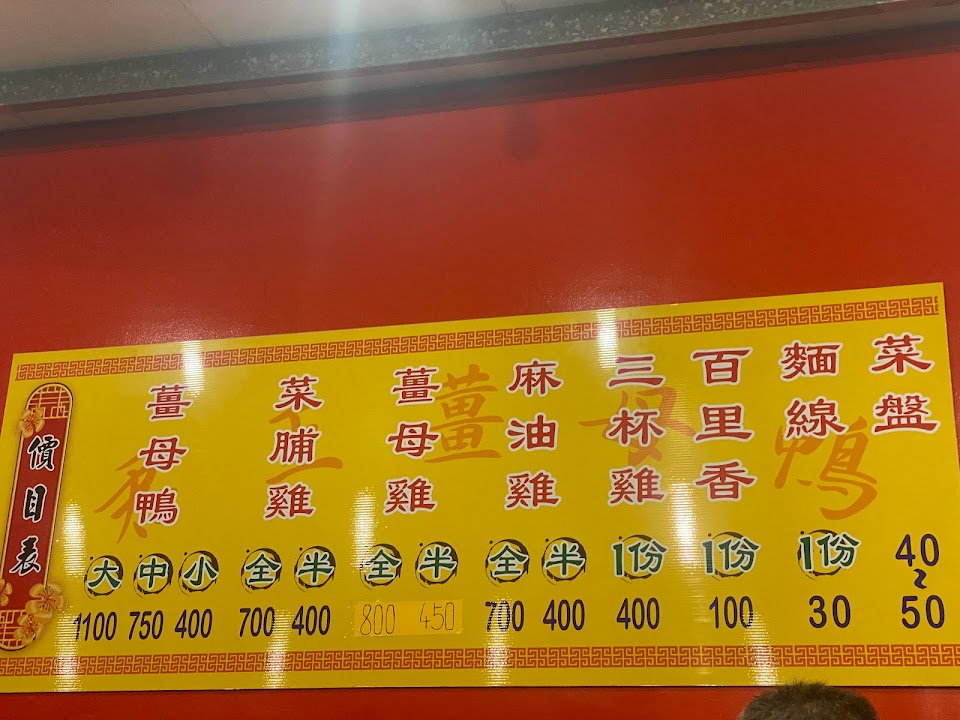 價目表
薑母鴨
大 中 小
1100 750 400
菜脯雞
全 半
700 400
薑母雞
全 半
800 450
麻油雞
全 半
700 400
三杯雞
1份
400
百里香
1份
100
麵線
1份
30
菜盤
40~50
薑
鴨